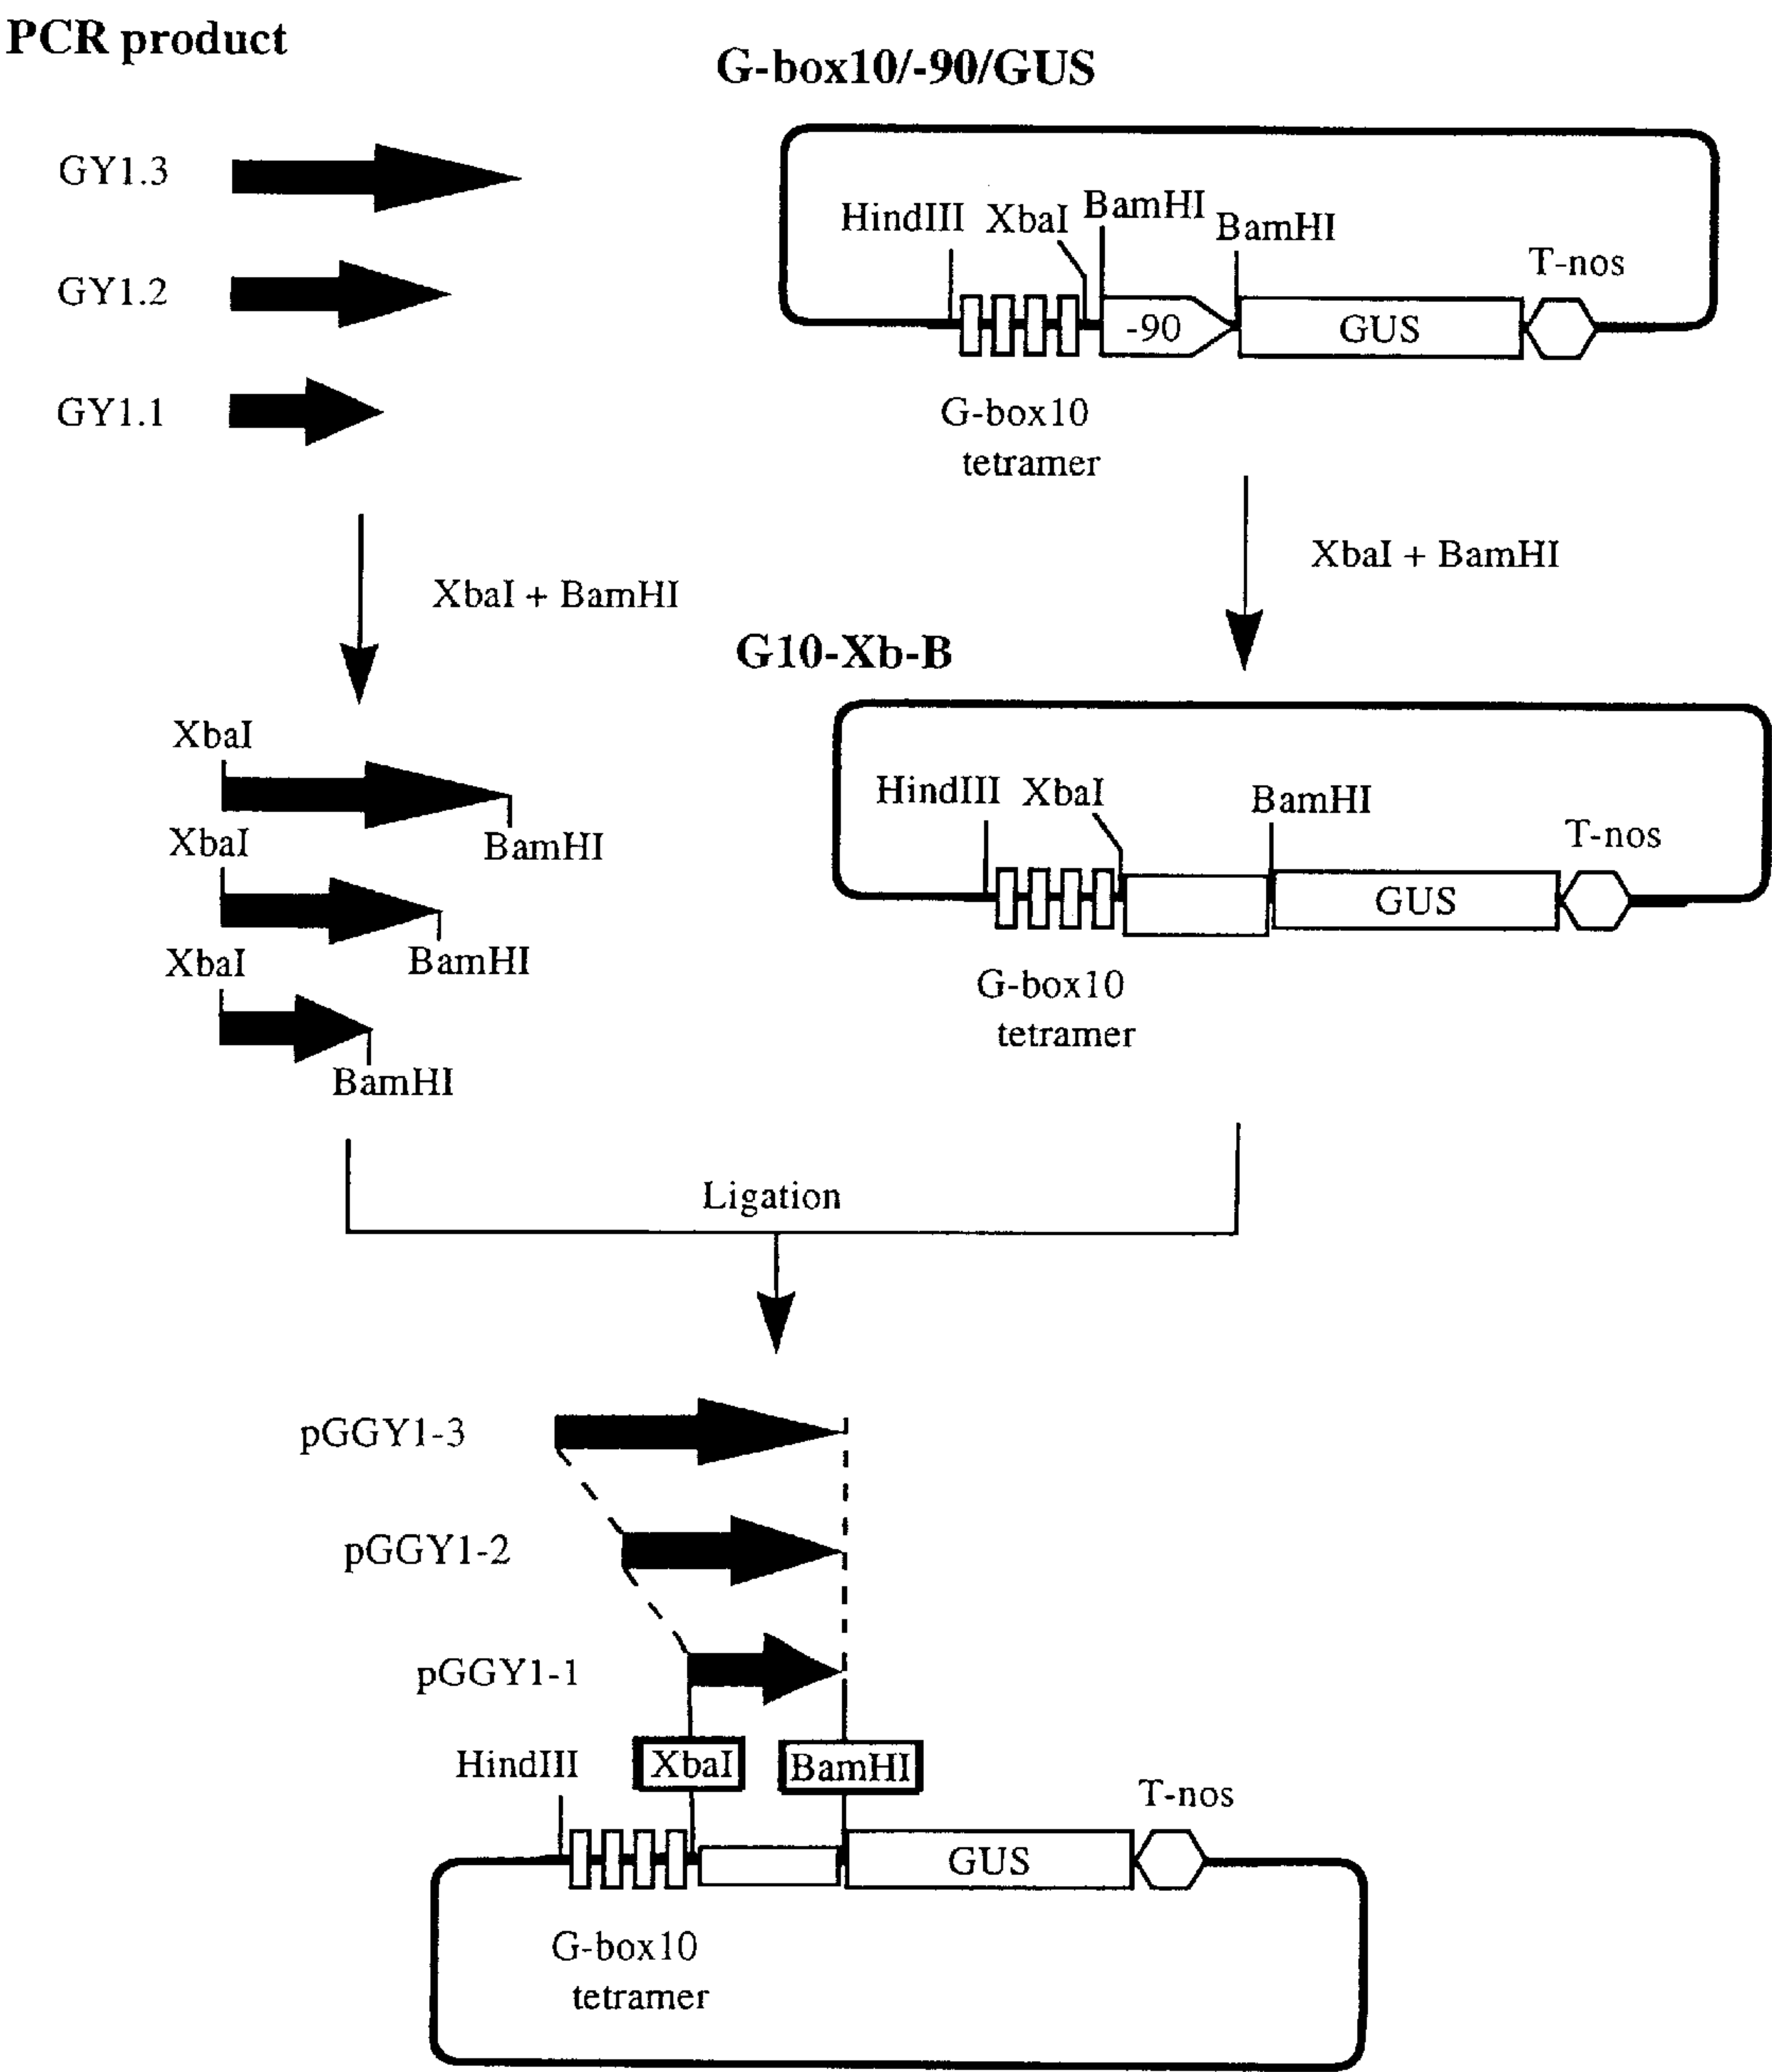 PCR product
G-box10/-90/GUS
GY1.3
GY1.2
GY1.1
HindIII XbaI BamHI BamHI
T-nos
-90 GUS
G-box10
tetramer
XbaI + BamHI
XbaI + BamHI
G10-Xb-B
XbaI
BamHI
XbaI
BamHI
XbaI
BamHI
HindIII XbaI BamHI
T-nos
GUS
G-box10
tetramer
Ligation
pGGY1-3
pGGY1-2
pGGY1-1
HindIII XbaI BamHI
T-nos
GUS
G-box10
tetramer